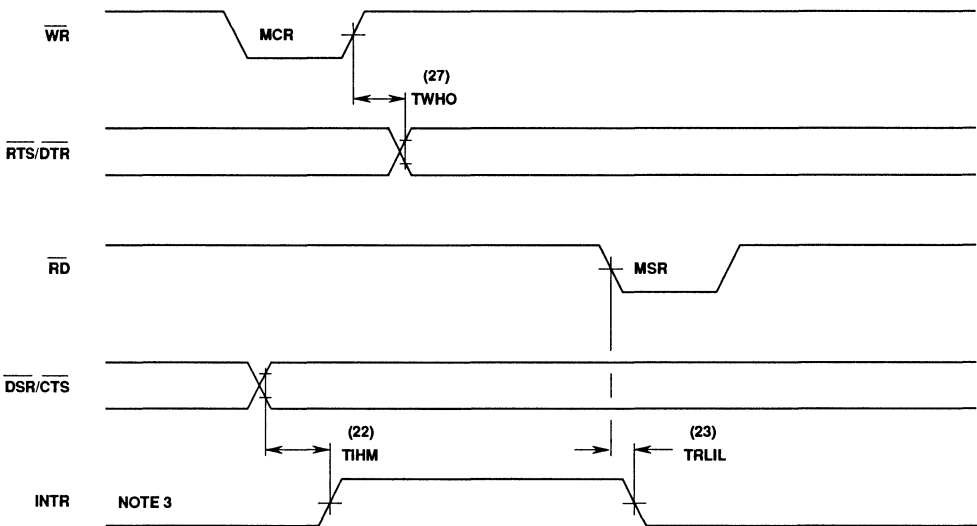 WR
MCR
(27)
TWHO
RTS/DTR
RD
MSR
DSR/CTS
(22)
TIHM
(23)
TRLIL
INTR
NOTE 3